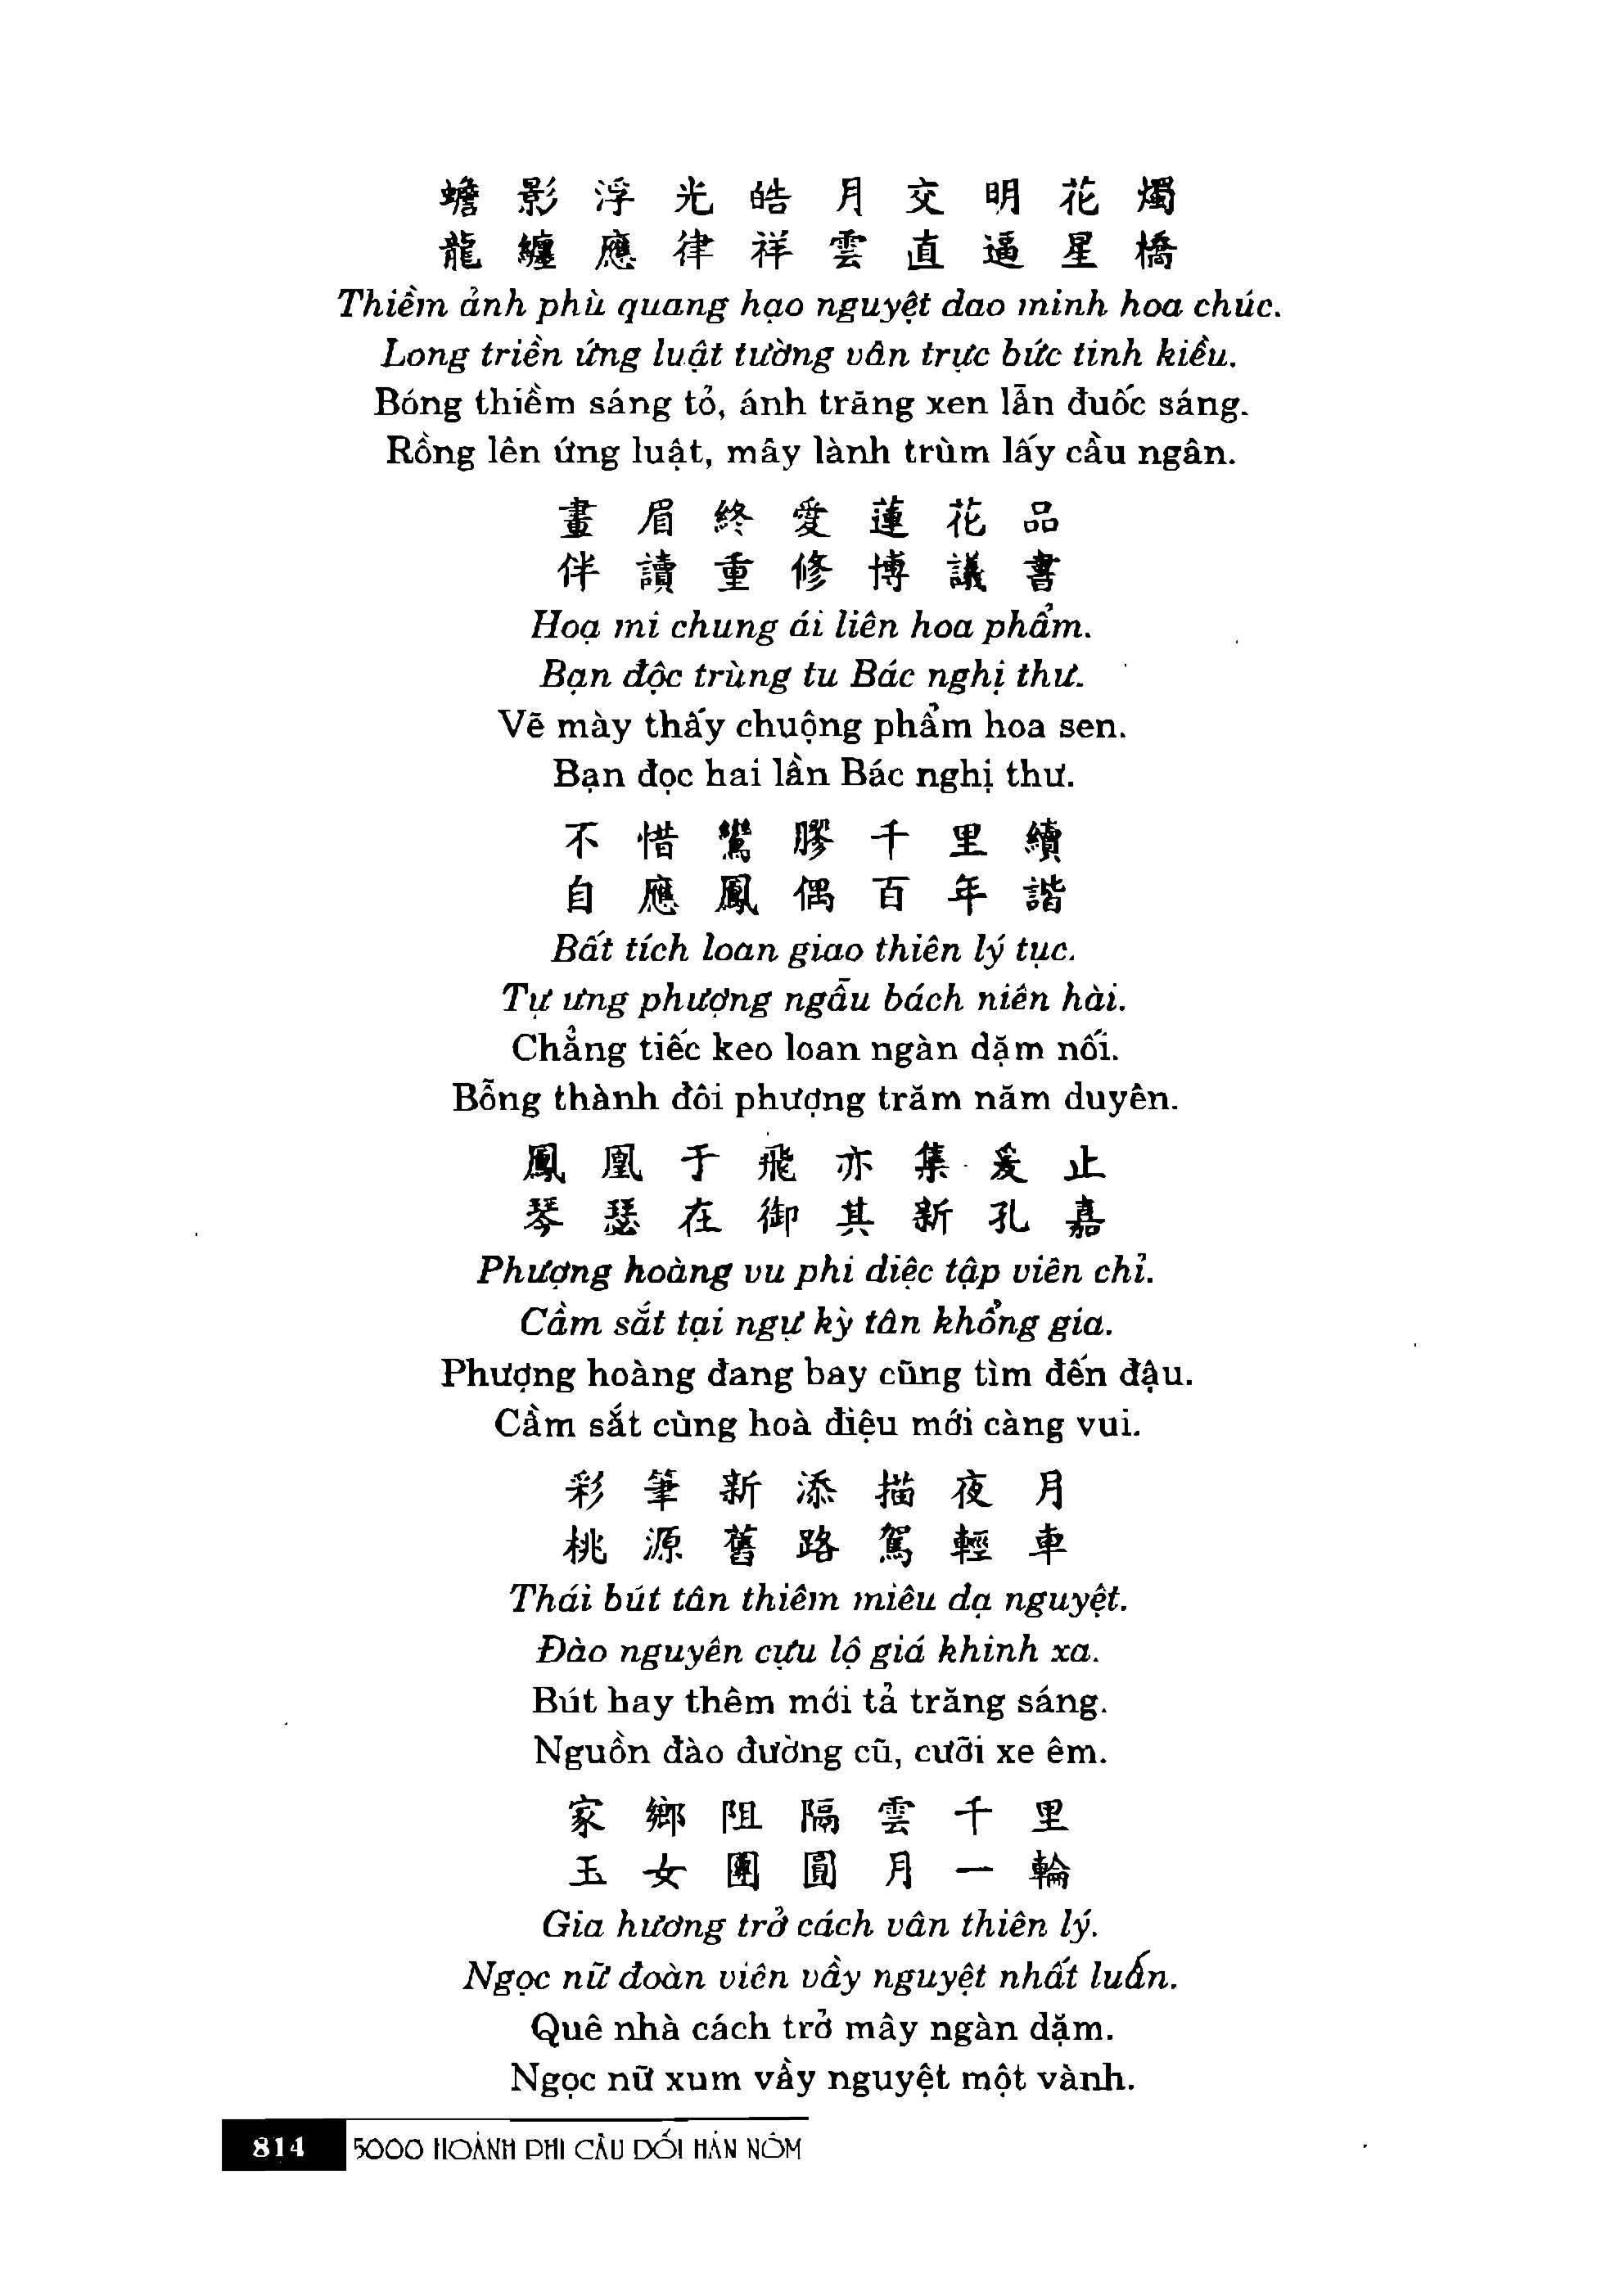 蟾影浮光皓月交明花燭
龍纏應律祥雲直逼星橋
Thiềm ảnh phù quang hạo nguyệt dao minh hoa chúc.
Long triền ứng luật tường vân trực bức tinh kiều.
Bóng thiềm sáng tỏ, ánh trăng xen lẫn đuốc sáng.
Rồng lên ứng luật, mây lành trùm lấy cầu ngân.
畫眉終愛蓮花品
伴讀重修博議書
Hoạ mi chung ái liên hoa phẩm.
Bạn độc trùng tu Bác nghị thư.
Vẽ mày thấy chuộng phẩm hoa sen.
Bạn đọc hai lần Bác nghị thư.
不惜鸞膠千里續
自應鳳偶百年諧
Bất tích loan giao thiên lý tục.
Tự ưng phượng ngẫu bách niên hài.
Chẳng tiếc keo loan ngàn dặm nối.
Bỗng thành đôi phượng trăm năm duyên.
鳳凰于飛亦集爰止
琴瑟在御其新孔嘉
Phượng hoàng vu phi diệc tập viên chỉ.
Cầm sắt tại ngự kỳ tân khổng gia.
Phượng hoàng đang bay cũng tìm đến đậu.
Cầm sắt cùng hoà điệu mới càng vui.
彩筆新添描夜月
桃源舊路駕輕車
Thái bút tân thiêm miêu dạ nguyệt.
Đào nguyên cựu lộ giá khinh xa.
Bút hay thêm mới tả trăng sáng.
Nguồn đào đường cũ, cưỡi xe êm.
家鄉阻隔雲千里
玉女團圓月一輪
Gia hương trở cách vân thiên lý.
Ngọc nữ đoàn viên vầy nguyệt nhất luấn.
Quê nhà cách trở mây ngàn dặm.
Ngọc nữ xum vầy nguyệt một vành.
814 5000 HOÀNH PHI CÂU ĐỐI HÁN NÔM